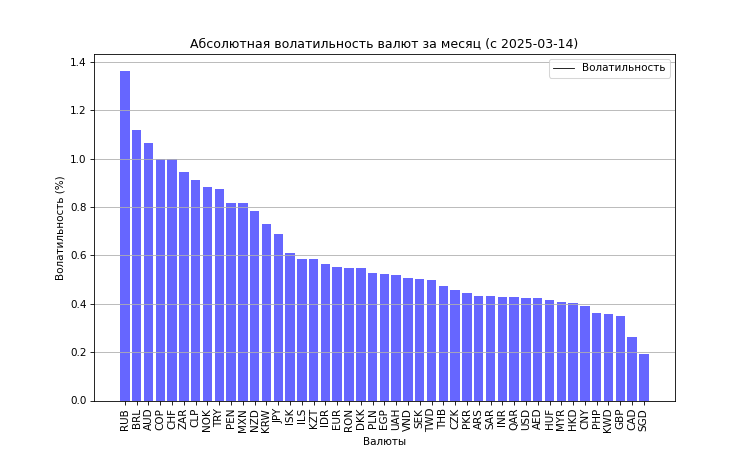 Абсолютная волатильность валют за месяц (с 2025-03-14)
Волатильность
Волатильность (%)
1.4
1.2
1.0
0.8
0.6
0.4
0.2
0.0
RUB BRL AUD COP CHF ZAR CLP NOK TRY PEN MXN NZD KRW JPY ISK ILS KZT IDR EUR RON DKK PLN EGP UAH VND SEK TWD THB CZK PKR ARS SAR INR QAR USD AED HUF MYR HKD CNY PHP KWD GBP CAD SGD
Валюты